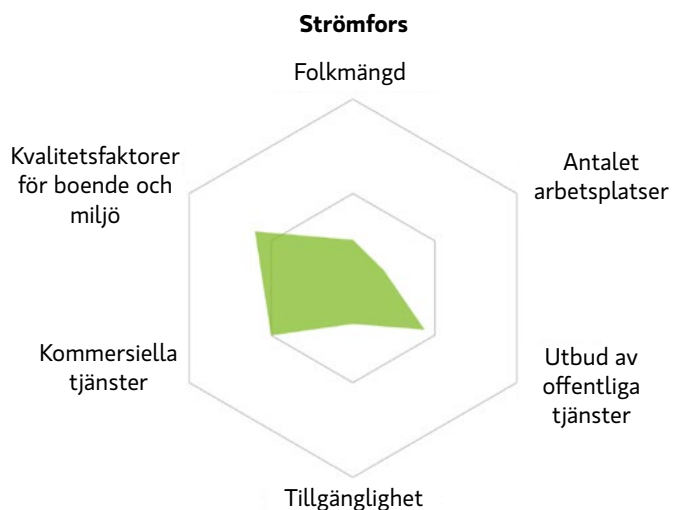 Strömfors
Folkmängd
Kvalitetsfaktorer
för boende och
miljö
Antalet
arbetsplatser
Kommersiella
tjänster
Utbud av
offentliga
tjänster
Tillgänglighet